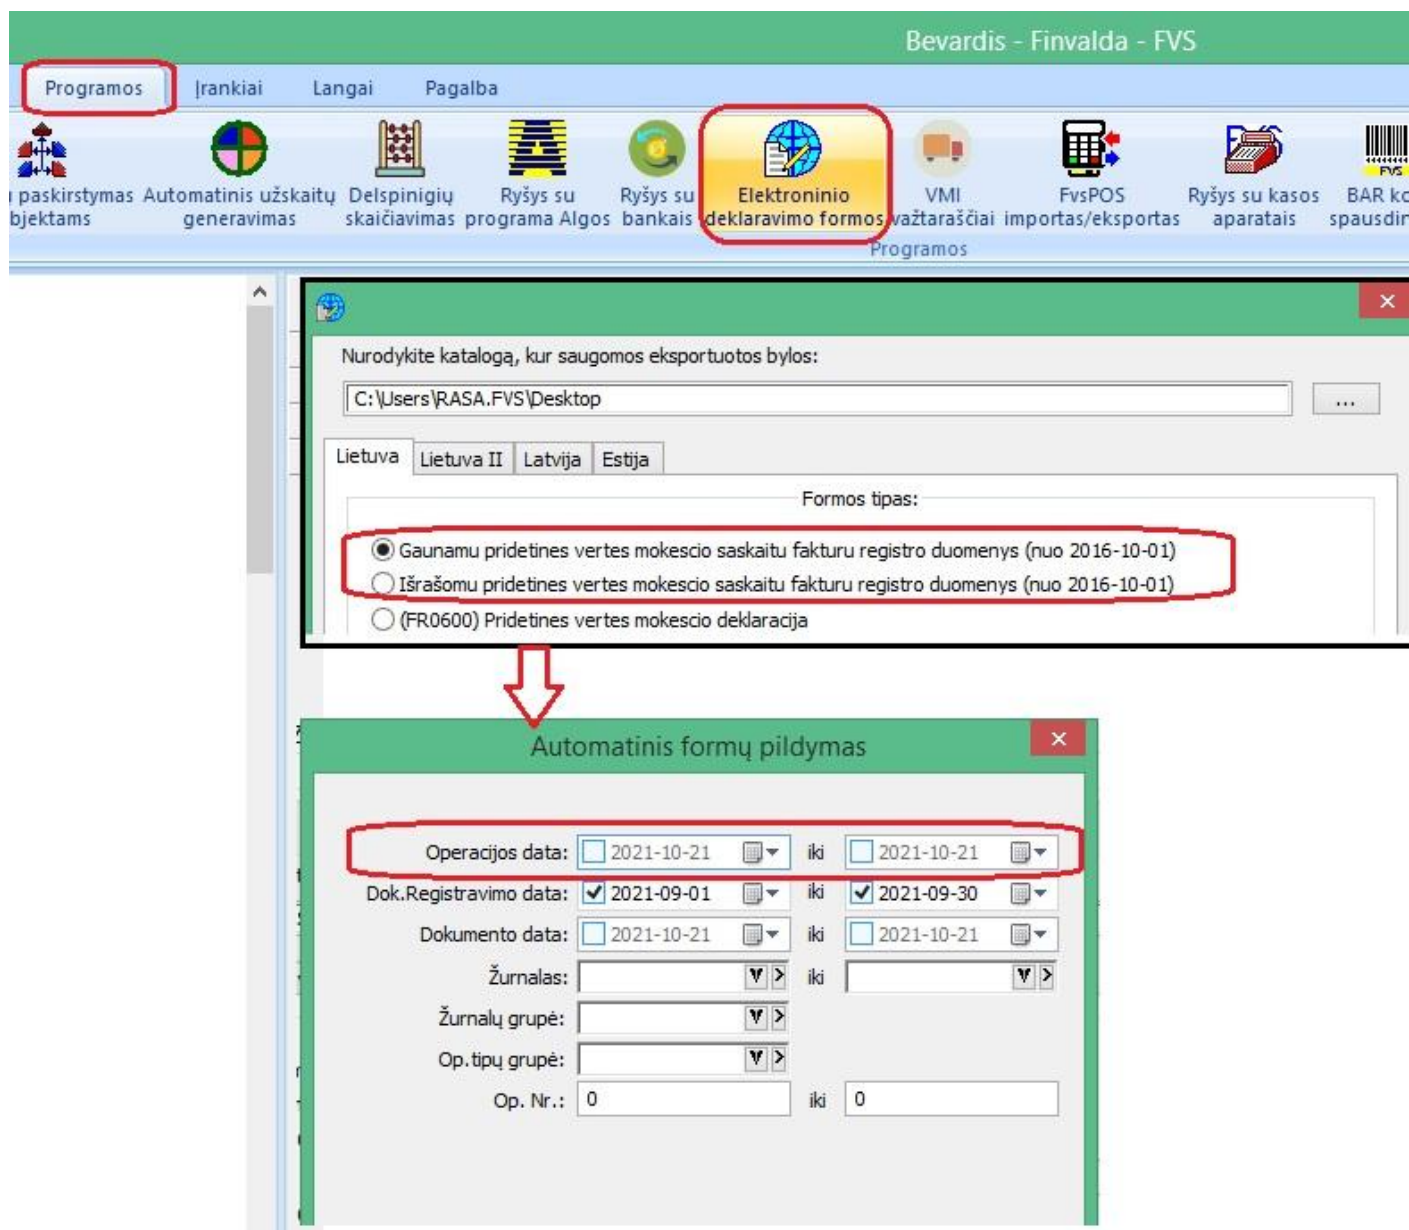 Bevardis - Finvalda - FVS
Programos Įrankiai Langai Pagalba
paskirstymas Automatinis užskaitų Delspinigių Ryšys su Ryšys su Elektroninio VMI FvsPOS Ryšys su kasos BAR
bjektams generavimas skaičiavimas programa Algos bankais deklaravimo formos važtaraščiai importas/eksportas aparatais spausdin
Programos
Nurodykite katalogą, kur saugomos eksportuotos bylos:
C:\Users\RASA.FVS\Desktop ...
Lietuva Lietuva II Latvija Estija
Formos tipas:
Gaunamu pridetines vertes mokescio saskaitu fakturu registro duomenys (nuo 2016-10-01)
Išrašomu pridetines vertes mokescio saskaitu fakturu registro duomenys (nuo 2016-10-01)
(FR0600) Pridetines vertes mokescio deklaracija
Automatinis formų pildymas
Operacijos data: 2021-10-21 iki 2021-10-21
Dok.Registravimo data: 2021-09-01 iki 2021-09-30
Dokumento data: 2021-10-21 iki 2021-10-21
Žurnalas: iki
Žurnalų grupė:
Op.tipų grupė:
Op. Nr.: 0 iki 0